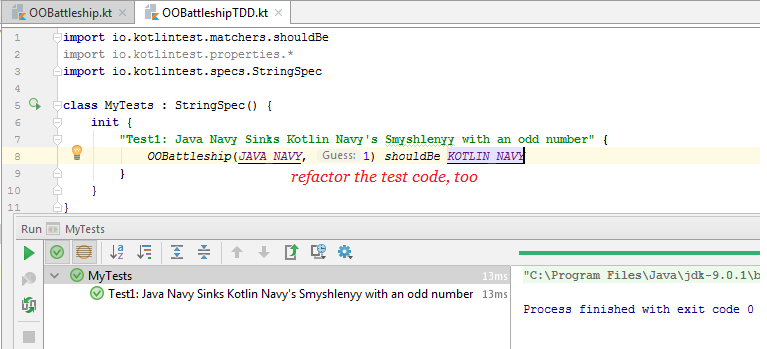 OOBattleship.kt × OOBattleshipTDD.kt ×
1 import io.kotlintest.matchers.shouldBe
2 import io.kotlintest.properties.*
3 import io.kotlintest.specs.StringSpec
4
5 class MyTests : StringSpec() {
6 init {
7 "Test1: Java Navy Sinks Kotlin Navy's Smyshlenyy with an odd number" {
8 OOBattleship(JAVA_NAVY, Guess: 1) shouldBe KOTLIN_NAVY
9 }
refactor the test code, too
10 }
11 }
Run MyTests
MyTests 13ms
"C:\Program Files\Java\jdk-9.0.1\b
Test1: Java Navy Sinks Kotlin Navy's Smyshlenyy with an odd number 13ms
Process finished with exit code 0